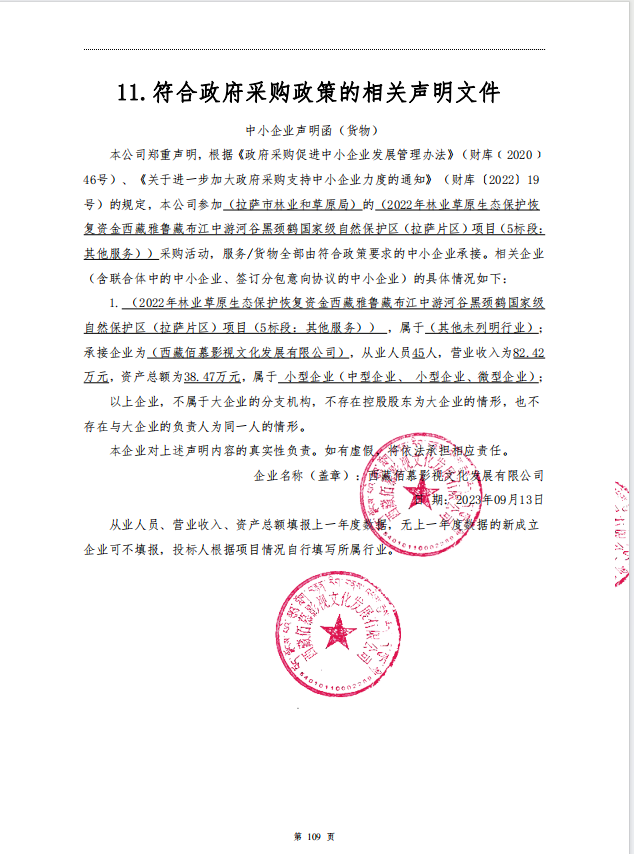 11.符合政府采购政策的相关声明文件
中小企业声明函（货物）
本公司郑重声明，根据《政府采购促进中小企业发展管理办法》（财库﹝2020﹞
46号）、《关于进一步加大政府采购支持中小企业力度的通知》（财库〔2022〕19
号）的规定，本公司参加（拉萨市林业和草原局）的（2022年林业草原生态保护恢
复资金西藏雅鲁藏布江中游河谷黑颈鹤国家级自然保护区（拉萨片区）项目（5标段：
其他服务））采购活动，服务/货物全部由符合政策要求的中小企业承接。相关企业
（含联合体中的中小企业、签订分包意向协议的中小企业）的具体情况如下：
1.（2022年林业草原生态保护恢复资金西藏雅鲁藏布江中游河谷黑颈鹤国家级
自然保护区（拉萨片区）项目（5标段：其他服务）），属于（其他未列明行业）；
承接企业为（西藏佰慕影视文化发展有限公司），从业人员45人，营业收入为82.42
万元，资产总额为38.47万元，属于 小型企业（中型企业、 小型企业、微型企业）；
以上企业，不属于大企业的分支机构，不存在控股股东为大企业的情形，也不
存在与大企业的负责人为同一人的情形。
本企业对上述声明内容的真实性负责。如有虚假，将依法承担相应责任。
企业名称（盖章）：西藏佰慕影视文化发展有限公司
日 期：2023年09月13日
从业人员、营业收入、资产总额填报上一年度数据，无上一年度数据的新成立
企业可不填报，投标人根据项目情况自行填写所属行业。
西藏佰慕影视文化发展有限公司
第 109 页